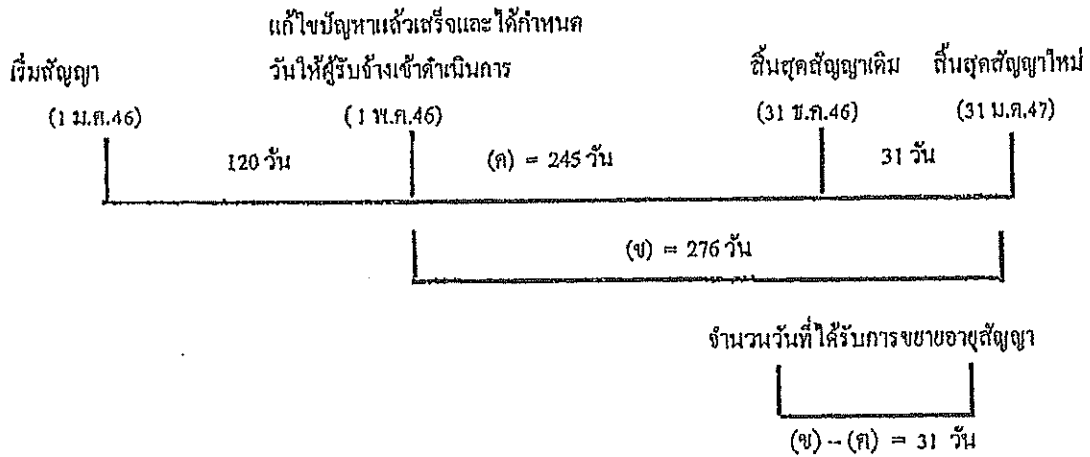 แก้ไขปัญหาแล้วเสร็จและได้กำหนด
เริ่มสัญญา วันให้ผู้รับจ้างเข้าดำเนินการ สิ้นสุดสัญญาเดิม สิ้นสุดสัญญาใหม่
(1 ม.ค.46) (1 พ.ค.46) (31 ธ.ค.46) (31 ม.ค.47)
120 วัน (ค) = 245 วัน 31 วัน
(ข) = 276 วัน
จำนวนวันที่ได้รับการขยายอายุสัญญา
(ข) – (ค) = 31 วัน